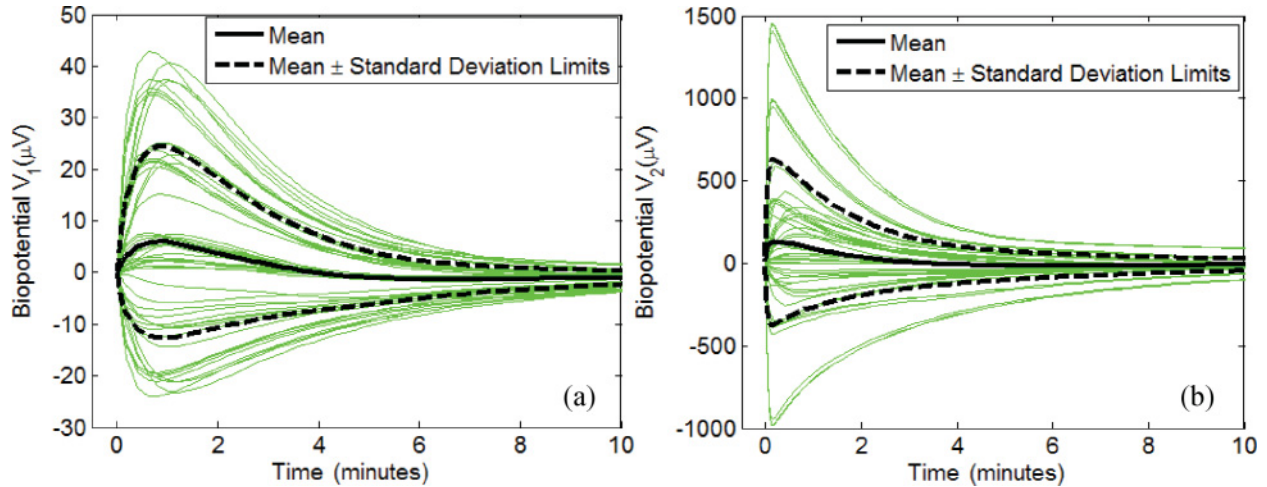 50
40
30
20
10
0
-10
-20
-30
Biopotential V1(μV)
Mean
Mean ± Standard Deviation Limits
(a)
0 2 4 6 8 10
Time (minutes)
1500
1000
500
0
-500
-1000
Biopotential V2(μV)
Mean
Mean ± Standard Deviation Limits
(b)
0 2 4 6 8 10
Time (minutes)